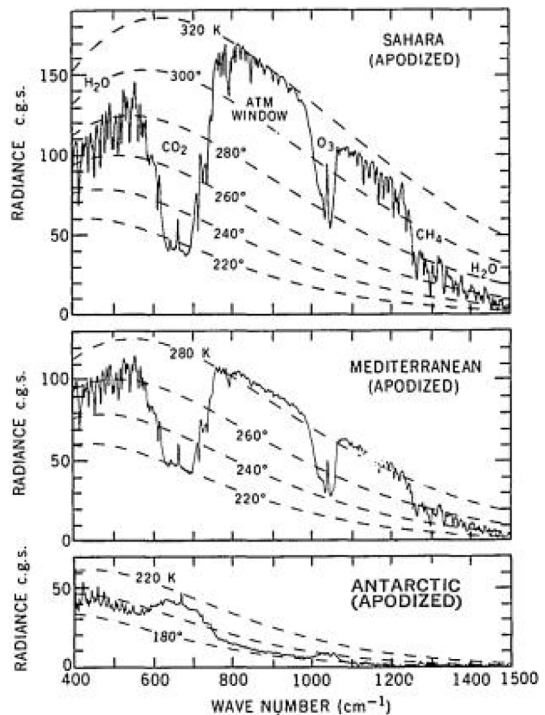 320 K
SAHARA
(APODIZED)
150
H₂O
300°
ATM
WINDOW
O₃
100
CO₂
280°
260°
CH₄
50
240°
H₂O
220°
0
RADIANCE c.g.s.
280 K
MEDITERRANEAN
(APODIZED)
100
260°
50
240°
220°
0
RADIANCE c.g.s.
220 K
ANTARCTIC
(APODIZED)
50
180°
0
RADIANCE c.g.s.
400 600 800 1000 1200 1400 1500
WAVE NUMBER (cm⁻¹)